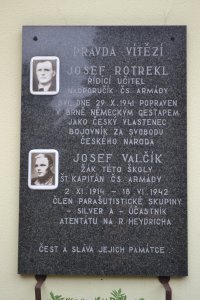 PRAVDA VÍTĚZÍ
JOSEF ROTREKL
ŘÍDÍCÍ UČITEL
NADPORUČÍK ČS. ARMÁDY
BYL DNE 29. X. 1941 POPRAVEN
V BRNĚ NĚMECKÝM GESTAPEM
JAKO ČESKÝ VLASTENEC
BOJOVNÍK ZA SVOBODU
ČESKÉHO NÁRODA
JOSEF VALČÍK
ŽÁK TÉTO ŠKOLY
ŠT. KAPITÁN ČS. ARMÁDY
2. XI. 1914 – 18. VI. 1942
ČLEN PARAŠUTISTICKÉ SKUPINY
– SILVER A – ÚČASTNÍK
ATENTÁTU NA R. HEYDRICHA
ČEST A SLÁVA JEJICH PAMÁTCE